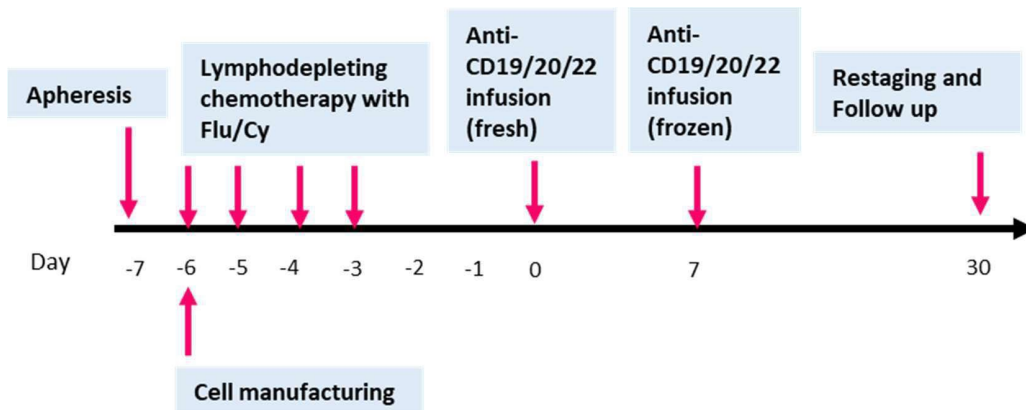 Apheresis
Lymphodepleting
chemotherapy with
Flu/Cy
Anti-
CD19/20/22
infusion
(fresh)
Anti-
CD19/20/22
infusion
(frozen)
Restaging and
Follow up
Day -7 -6 -5 -4 -3 -2 -1 0 7 30
Cell manufacturing